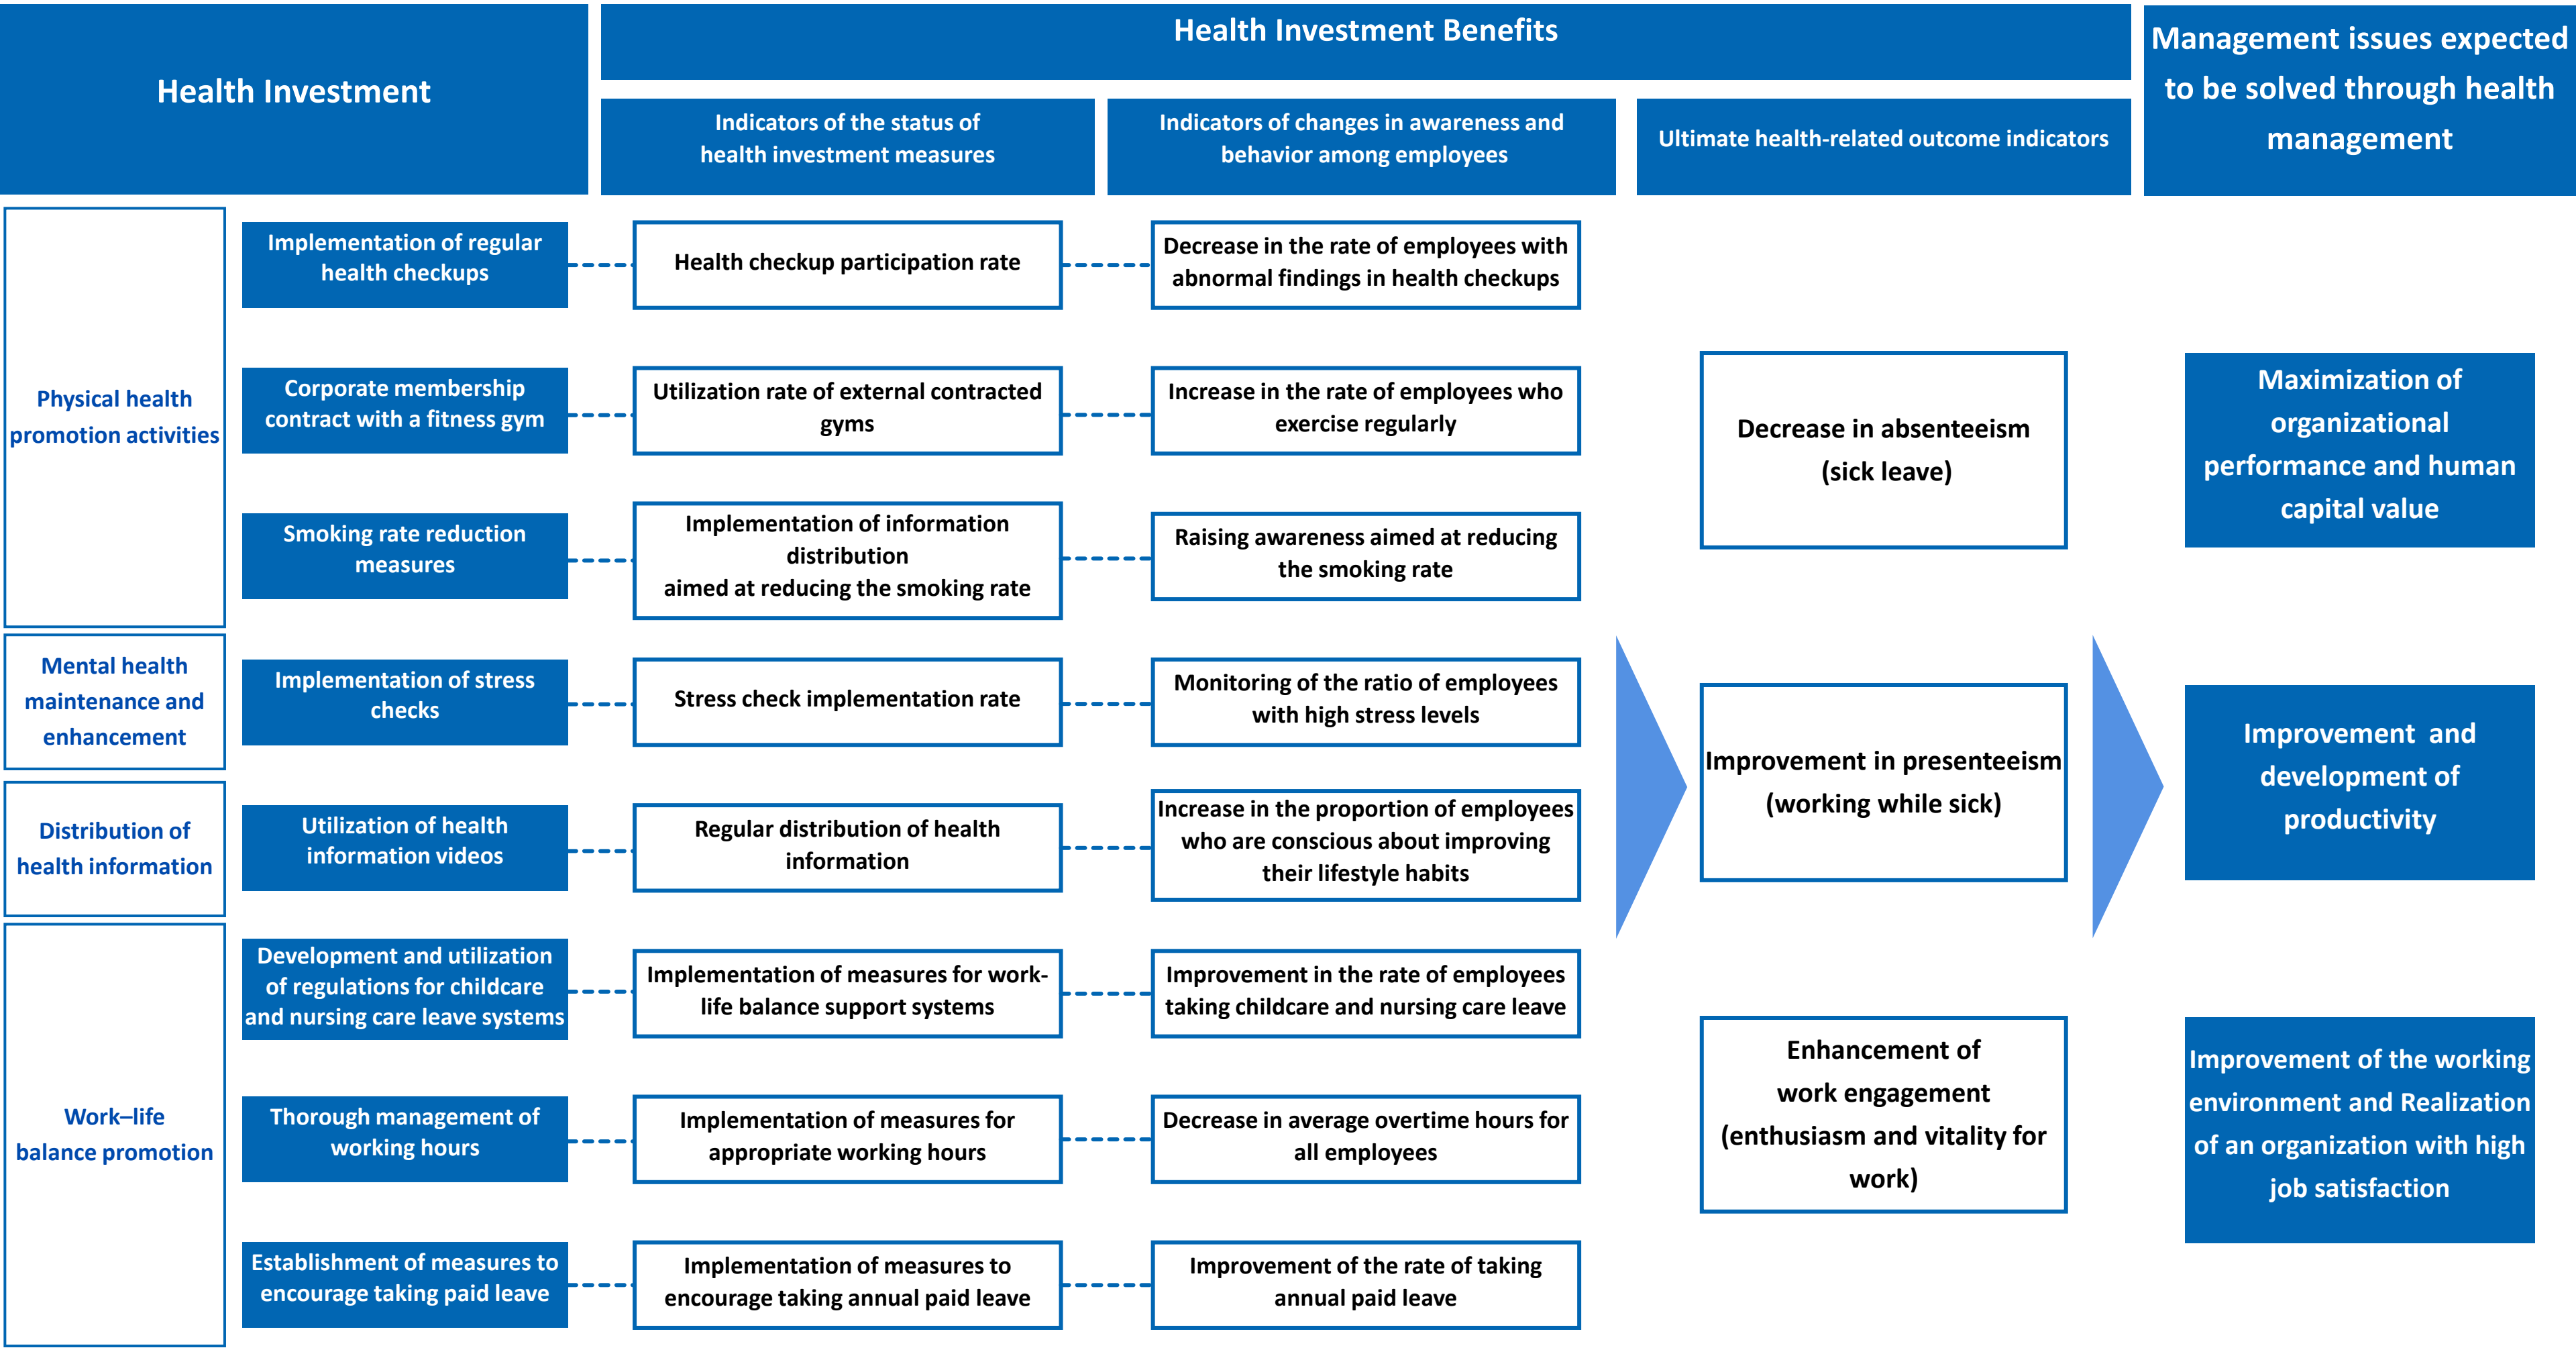 Health Investment
Health Investment Benefits
Management issues expected
to be solved through health
management
Indicators of the status of
health investment measures
Indicators of changes in awareness and
behavior among employees
Ultimate health-related outcome indicators
Physical health
promotion activities
Implementation of regular
health checkups
Health checkup participation rate
Decrease in the rate of employees with
abnormal findings in health checkups
Corporate membership
contract with a fitness gym
Utilization rate of external contracted
gyms
Increase in the rate of employees who
exercise regularly
Smoking rate reduction
measures
Implementation of information
distribution
aimed at reducing the smoking rate
Raising awareness aimed at reducing
the smoking rate
Mental health
maintenance and
enhancement
Implementation of stress
checks
Stress check implementation rate
Monitoring of the ratio of employees
with high stress levels
Distribution of
health information
Utilization of health
information videos
Regular distribution of health
information
Increase in the proportion of employees
who are conscious about improving
their lifestyle habits
Work–life
balance promotion
Development and utilization
of regulations for childcare
and nursing care leave systems
Implementation of measures for work-
life balance support systems
Improvement in the rate of employees
taking childcare and nursing care leave
Thorough management of
working hours
Implementation of measures for
appropriate working hours
Decrease in average overtime hours for
all employees
Establishment of measures to
encourage taking paid leave
Implementation of measures to
encourage taking annual paid leave
Improvement of the rate of taking
annual paid leave
Decrease in absenteeism
(sick leave)
Improvement in presenteeism
(working while sick)
Enhancement of
work engagement
(enthusiasm and vitality for
work)
Maximization of
organizational
performance and human
capital value
Improvement and
development of
productivity
Improvement of the working
environment and Realization
of an organization with high
job satisfaction